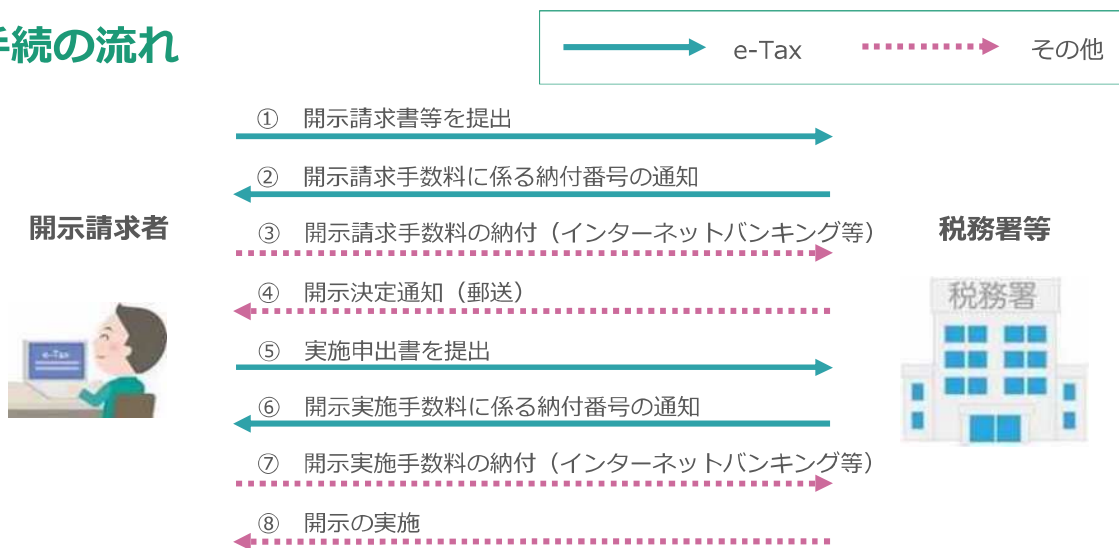 手続の流れ
e-Tax
その他
① 開示請求書等を提出
② 開示請求手数料に係る納付番号の通知
開示請求者
③ 開示請求手数料の納付（インターネットバンキング等）
税務署等
④ 開示決定通知（郵送）
税務署
⑤ 実施申出書を提出
e-Tax
⑥ 開示実施手数料に係る納付番号の通知
⑦ 開示実施手数料の納付（インターネットバンキング等）
⑧ 開示の実施